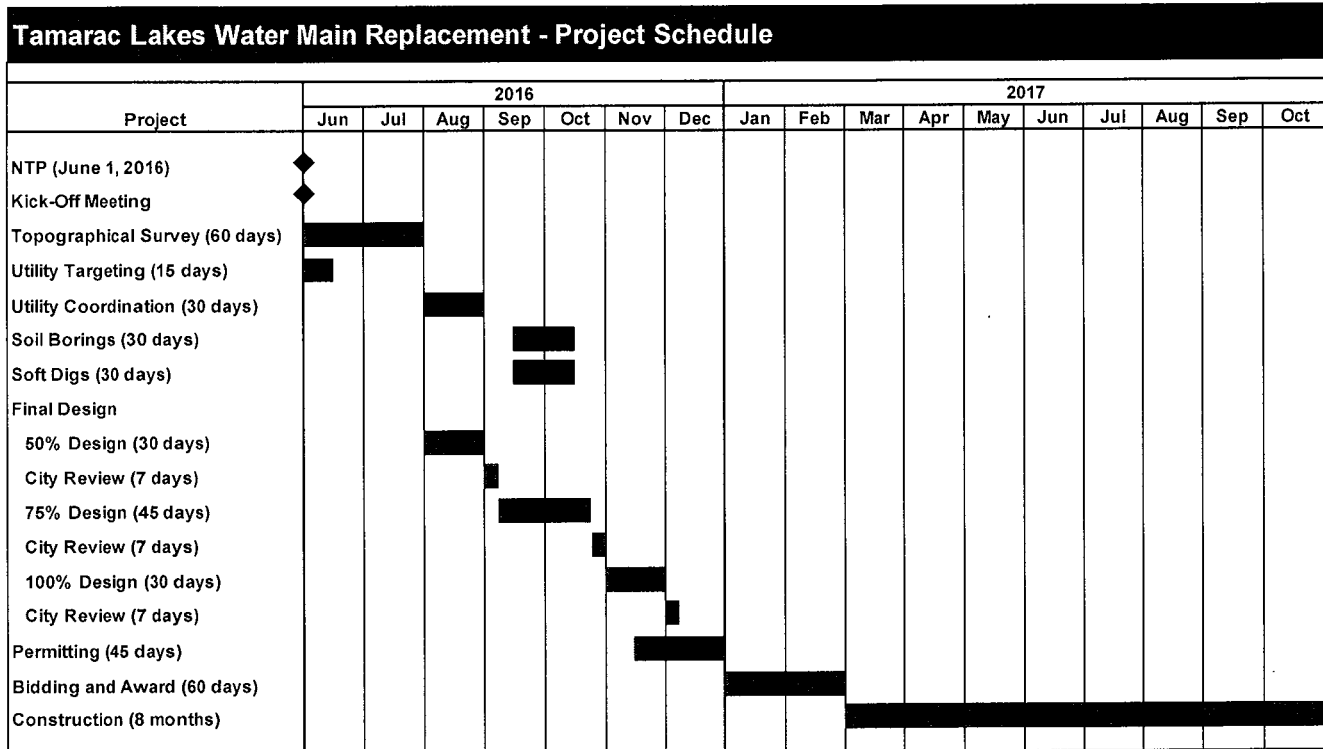 Tamarac Lakes Water Main Replacement - Project Schedule
2016 2017
Project Jun Jul Aug Sep Oct Nov Dec Jan Feb Mar Apr May Jun Jul Aug Sep Oct
NTP (June 1, 2016)
Kick-Off Meeting
Topographical Survey (60 days)
Utility Targeting (15 days)
Utility Coordination (30 days)
Soil Borings (30 days)
Soft Digs (30 days)
Final Design
50% Design (30 days)
City Review (7 days)
75% Design (45 days)
City Review (7 days)
100% Design (30 days)
City Review (7 days)
Permitting (45 days)
Bidding and Award (60 days)
Construction (8 months)